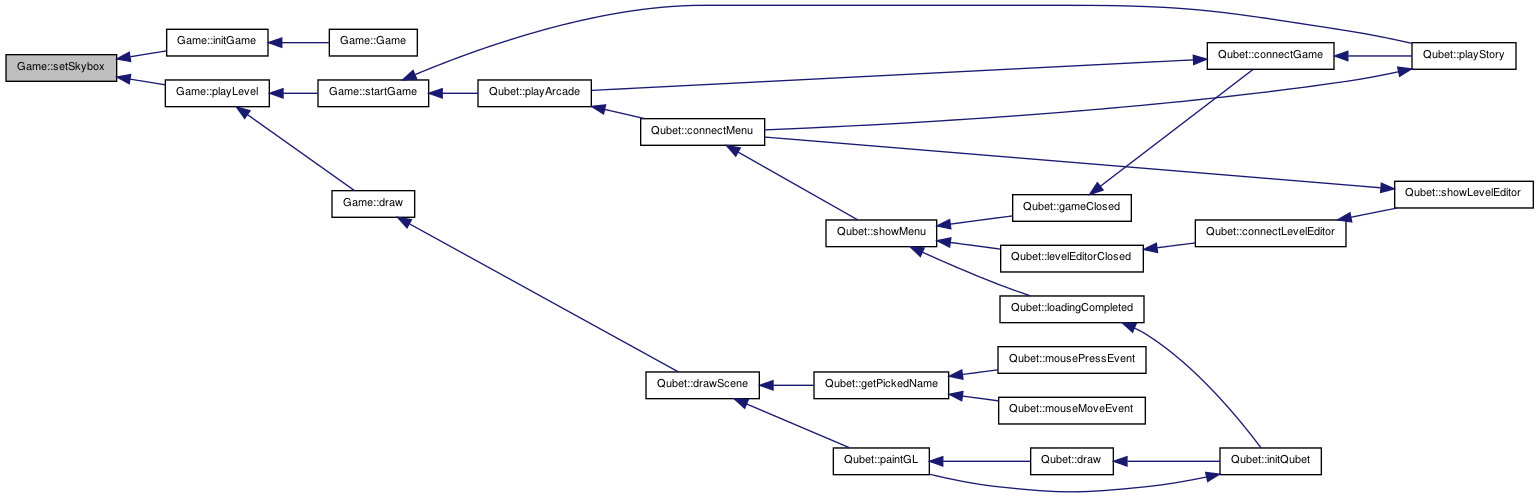 Game::setSkybox
Game::initGame
Game::Game
Game::playLevel
Game::startGame
Qubet::playArcade
Qubet::connectGame
Qubet::playStory
Qubet::connectMenu
Game::draw
Qubet::showMenu
Qubet::gameClosed
Qubet::levelEditorClosed
Qubet::connectLevelEditor
Qubet::showLevelEditor
Qubet::loadingCompleted
Qubet::drawScene
Qubet::getPickedName
Qubet::mousePressEvent
Qubet::mouseMoveEvent
Qubet::paintGL
Qubet::draw
Qubet::initQubet